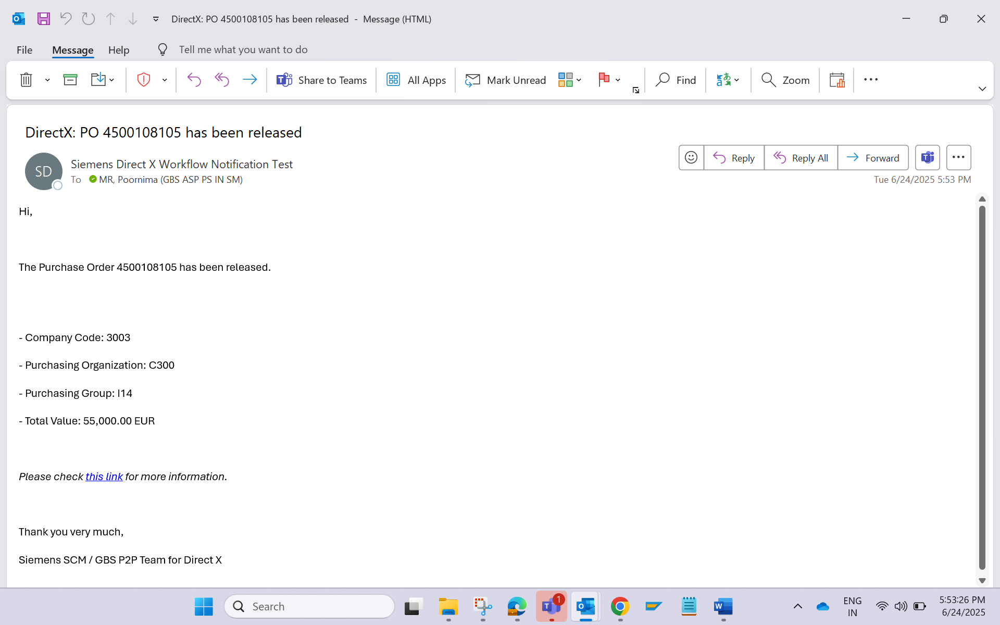 DirectX: PO 4500108105 has been released - Message (HTML)
File Message Help Tell me what you want to do
Share to Teams All Apps Mark Unread Find Zoom
DirectX: PO 4500108105 has been released
SD
Siemens Direct X Workflow Notification Test
To MR, Poornima (GBS ASP PS IN SM)
Reply Reply All Forward
Tue 6/24/2025 5:53 PM
Hi,
The Purchase Order 4500108105 has been released.
- Company Code: 3003
- Purchasing Organization: C300
- Purchasing Group: I14
- Total Value: 55,000.00 EUR
Please check this link for more information.
Thank you very much,
Siemens SCM / GBS P2P Team for Direct X
Search
1
ENG
IN
5:53:26 PM
6/24/2025